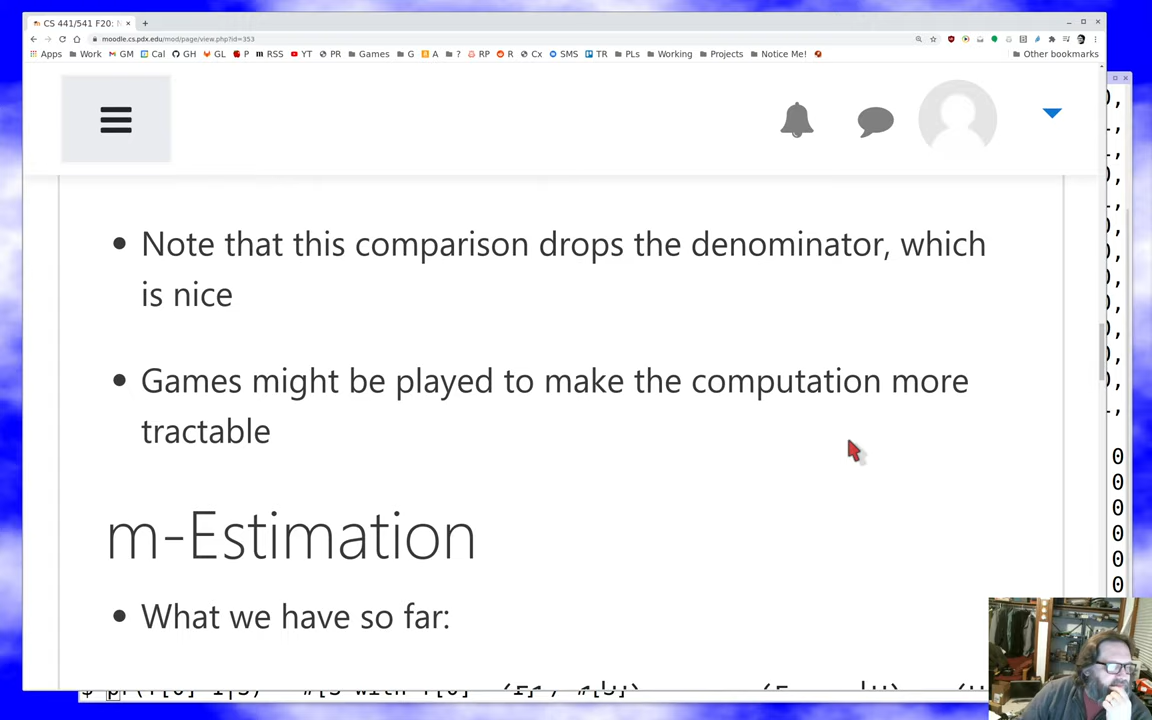 CS 441/541 F20: N
moodle.cs.pdx.edu/mod/page/view.php?id=353
Apps Work GM Cal GH GL P RSS YT PR Games G A ? RP R Cx SMS TR PLs Working Projects Notice Me! Other bookmarks
Note that this comparison drops the denominator, which
is nice
Games might be played to make the computation more
tractable
m-Estimation
What we have so far:
0
0
0
0
0
0